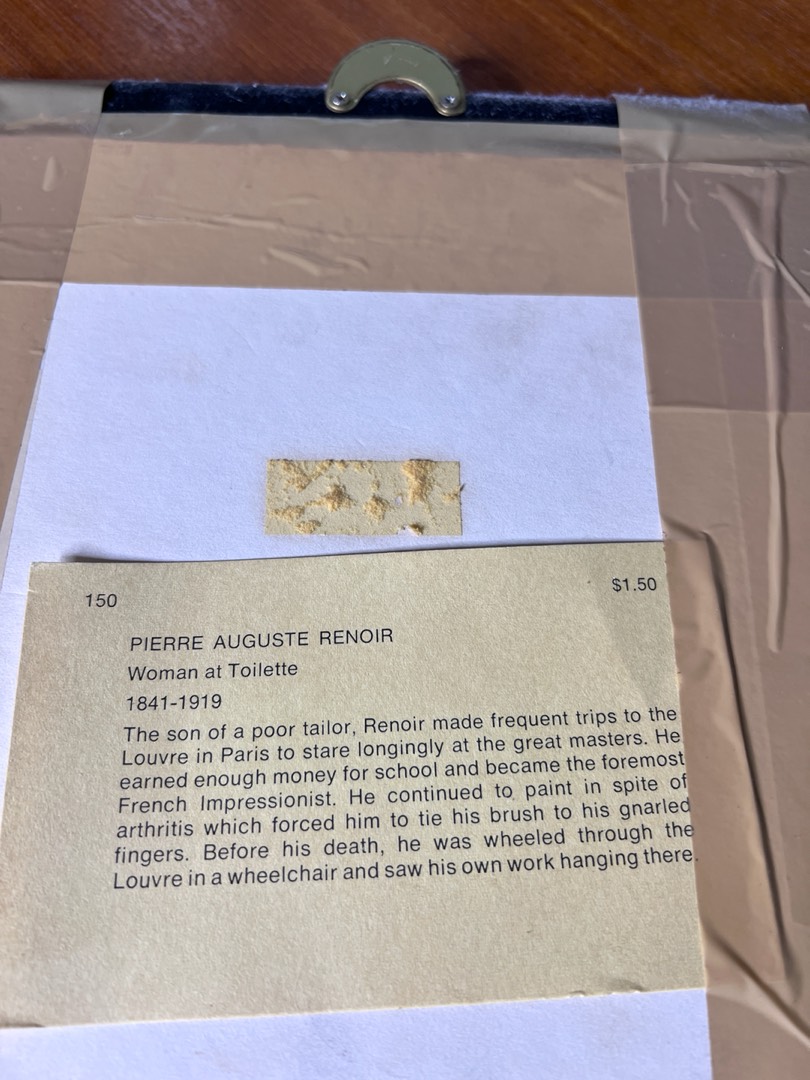 150 $1.50
PIERRE AUGUSTE RENOIR
Woman at Toilette
1841-1919
The son of a poor tailor, Renoir made frequent trips to the
Louvre in Paris to stare longingly at the great masters. He
earned enough money for school and became the foremost
French Impressionist. He continued to paint in spite of
arthritis which forced him to tie his brush to his gnarled
fingers. Before his death, he was wheeled through the
Louvre in a wheelchair and saw his own work hanging there.